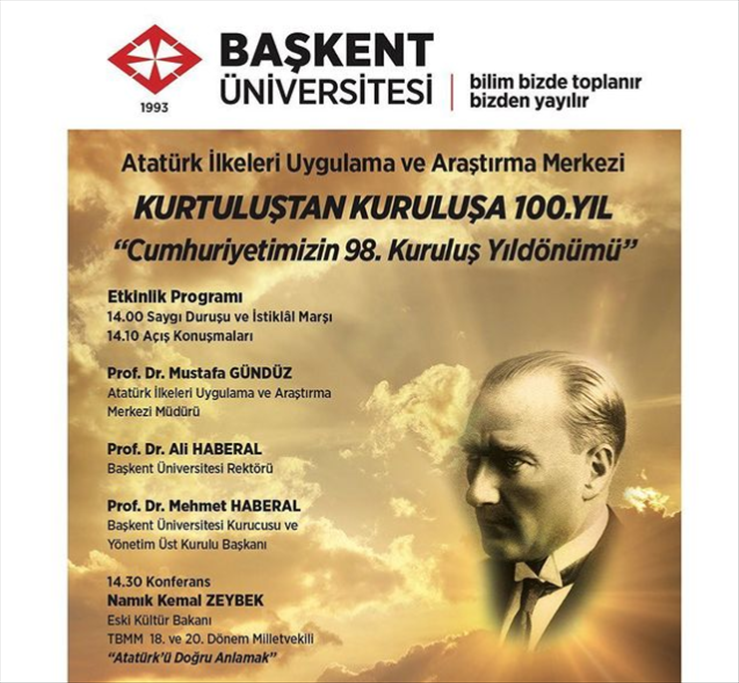 BAŞKENT
ÜNİVERSİTESİ
bilim bizde toplanır
bizden yayılır
1993
Atatürk İlkeleri Uygulama ve Araştırma Merkezi
KURTULUŞTAN KURULUŞA 100.YIL
“Cumhuriyetimizin 98. Kuruluş Yıldönümü”
Etkinlik Programı
14.00 Saygı Duruşu ve İstiklâl Marşı
14.10 Açış Konuşmaları
Prof. Dr. Mustafa GÜNDÜZ
Atatürk İlkeleri Uygulama ve Araştırma
Merkezi Müdürü
Prof. Dr. Ali HABERAL
Başkent Üniversitesi Rektörü
Prof. Dr. Mehmet HABERAL
Başkent Üniversitesi Kurucusu ve
Yönetim Üst Kurulu Başkanı
14.30 Konferans
Namık Kemal ZEYBEK
Eski Kültür Bakanı
TBMM 18. ve 20. Dönem Milletvekili
“Atatürk’ü Doğru Anlamak”